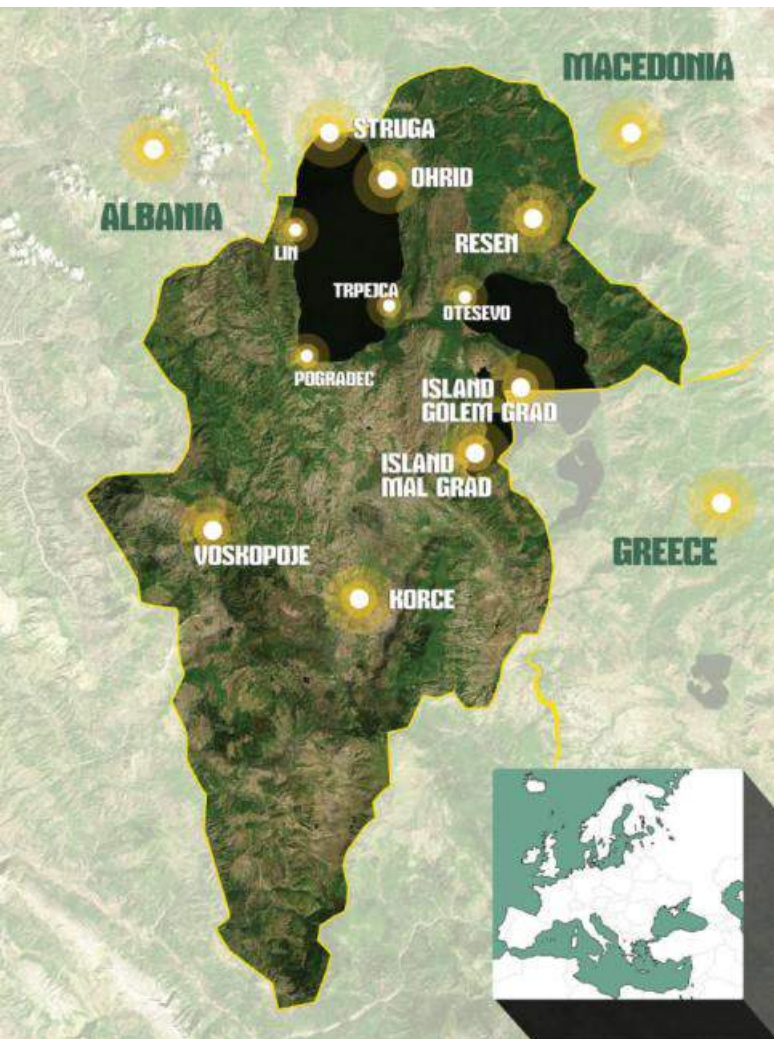 MACEDONIA
STRUGA
OHRID
ALBANIA
RESEN
LIN
TRPEJCA
OTESEVO
POGRADEC
ISLAND
GOLEM GRAD
ISLAND
MAL GRAD
VOSKOPOJE
GREECE
KORCE